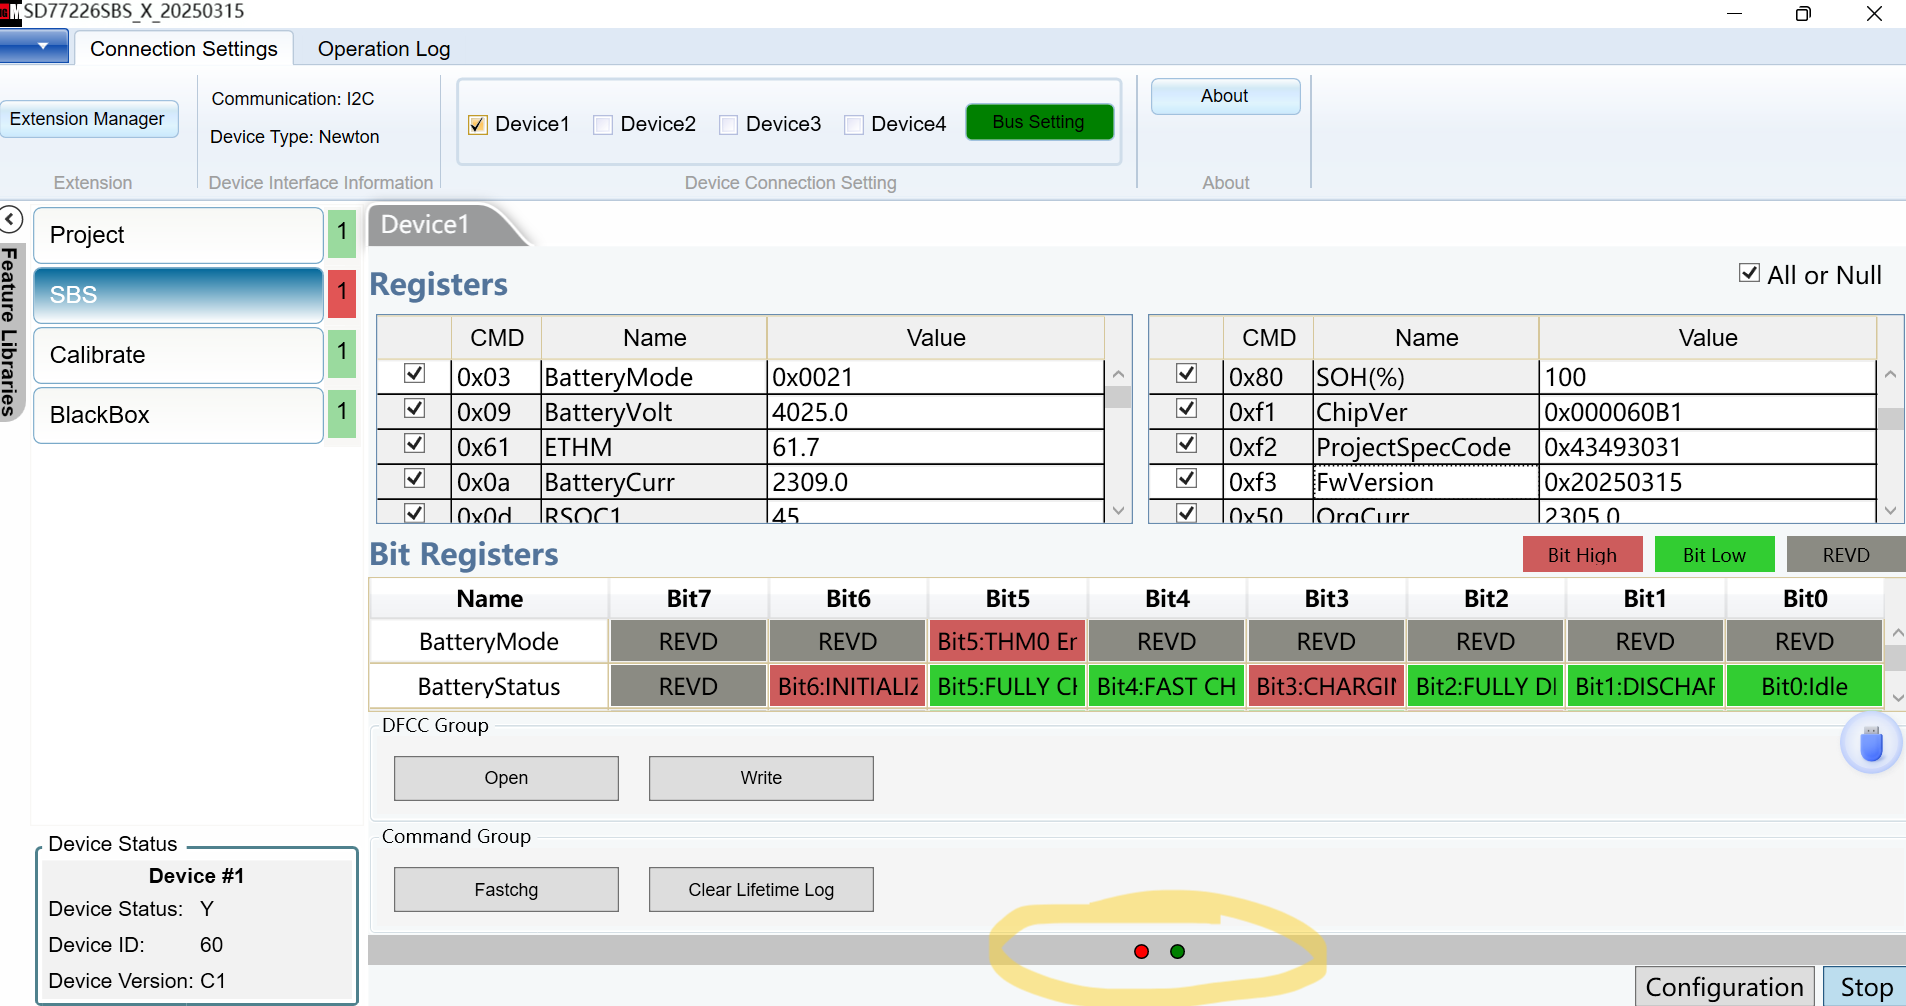 SD77226SBS_X_20250315
Connection Settings Operation Log
Extension Manager
Extension
Communication: I2C
Device Type: Newton
Device Interface Information
Device1 Device2 Device3 Device4 Bus Setting
Device Connection Setting
About
About
Feature Libraries
Project 1
SBS 1
Calibrate 1
BlackBox 1
Device1
Registers
All or Null
CMD Name Value
0x03 BatteryMode 0x0021
0x09 BatteryVolt 4025.0
0x61 ETHM 61.7
0x0a BatteryCurr 2309.0
0x0d RSOC1 45
CMD Name Value
0x80 SOH(%) 100
0xf1 ChipVer 0x000060B1
0xf2 ProjectSpecCode 0x43493031
0xf3 FwVersion 0x20250315
0x50 OrgCurr 2305.0
Bit Registers
Bit High Bit Low REVD
Name Bit7 Bit6 Bit5 Bit4 Bit3 Bit2 Bit1 Bit0
BatteryMode REVD REVD Bit5:THM0 Er REVD REVD REVD REVD REVD
BatteryStatus REVD Bit6:INITIALIZ Bit5:FULLY CH Bit4:FAST CH Bit3:CHARGIN Bit2:FULLY DI Bit1:DISCHAR Bit0:Idle
DFCC Group
Open Write
Command Group
Fastchg Clear Lifetime Log
Device Status
Device #1
Device Status: Y
Device ID: 60
Device Version: C1
Configuration Stop